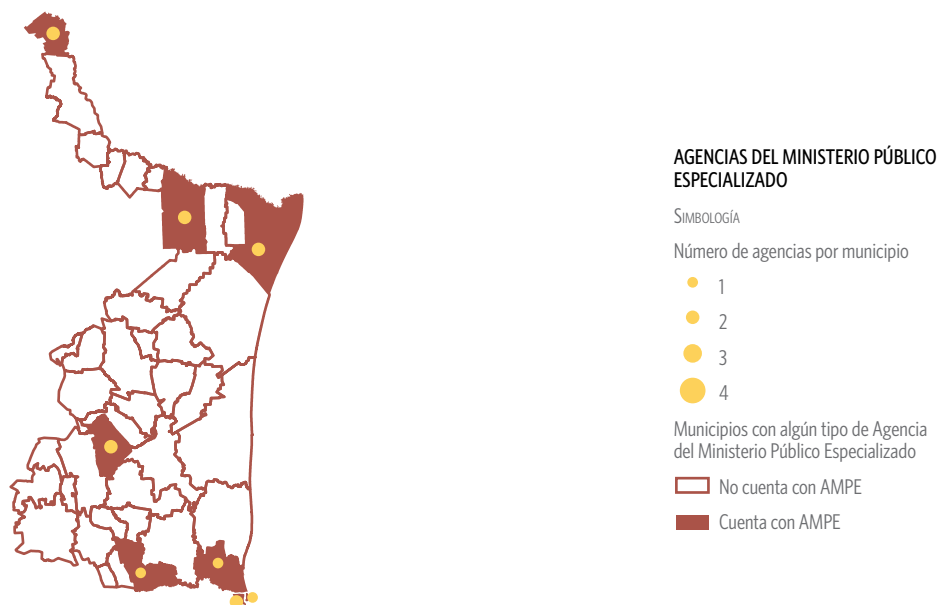 AGENCIAS DEL MINISTERIO PÚBLICO
ESPECIALIZADO
SIMBOLOGÍA
Número de agencias por municipio
1
2
3
4
Municipios con algún tipo de Agencia
del Ministerio Público Especializado
No cuenta con AMPE
Cuenta con AMPE